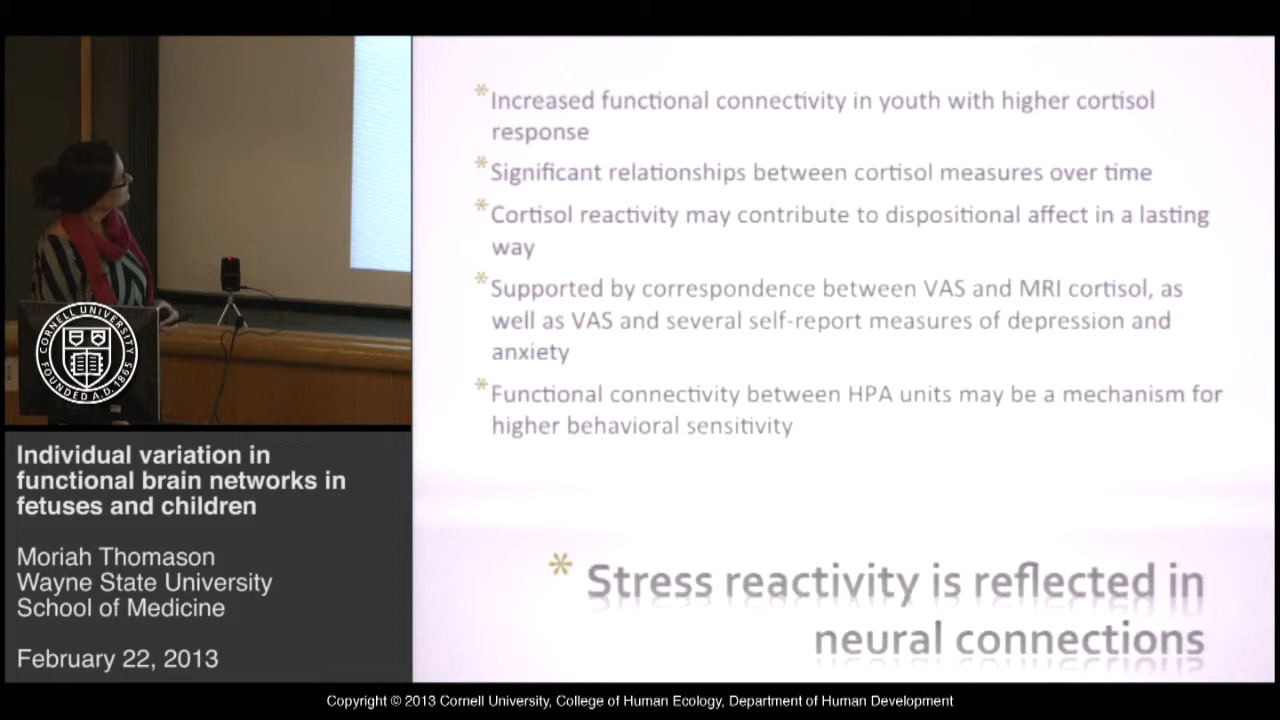 * Increased functional connectivity in youth with higher cortisol
response
* Significant relationships between cortisol measures over time
* Cortisol reactivity may contribute to dispositional affect in a lasting
way
* Supported by correspondence between VAS and MRI cortisol, as
well as VAS and several self-report measures of depression and
anxiety
* Functional connectivity between HPA units may be a mechanism for
higher behavioral sensitivity
* Stress reactivity is reflected in
neural connections
CORNELL UNIVERSITY
FOUNDED A.D. 1865
Individual variation in
functional brain networks in
fetuses and children
Moriah Thomason
Wayne State University
School of Medicine
February 22, 2013
Copyright © 2013 Cornell University, College of Human Ecology, Department of Human Development